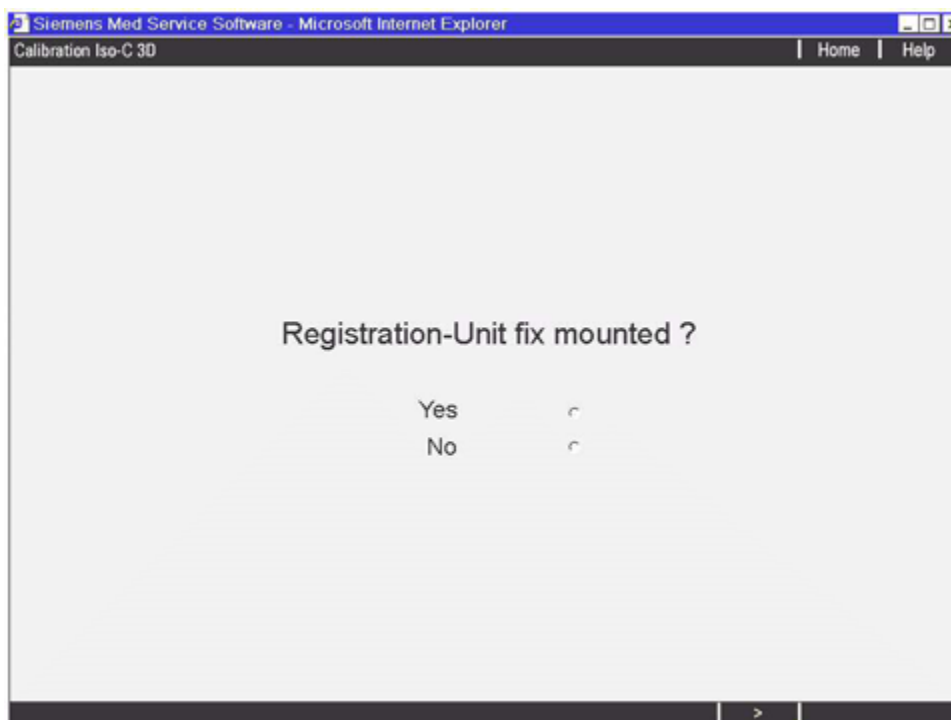 Siemens Med Service Software - Microsoft Internet Explorer
Calibration Iso-C 3D | Home | Help
Registration-Unit fix mounted ?
Yes
No
>